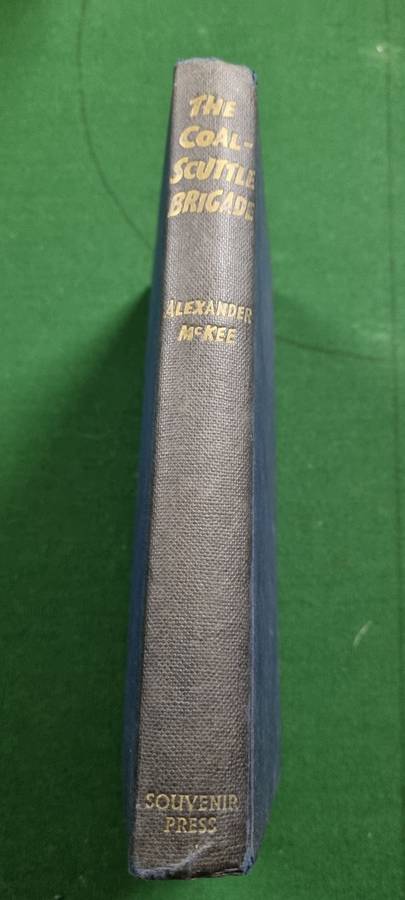 THE
COAL-
SCUTTLE
BRIGADE
ALEXANDER
McKEE
SOUVENIR
PRESS